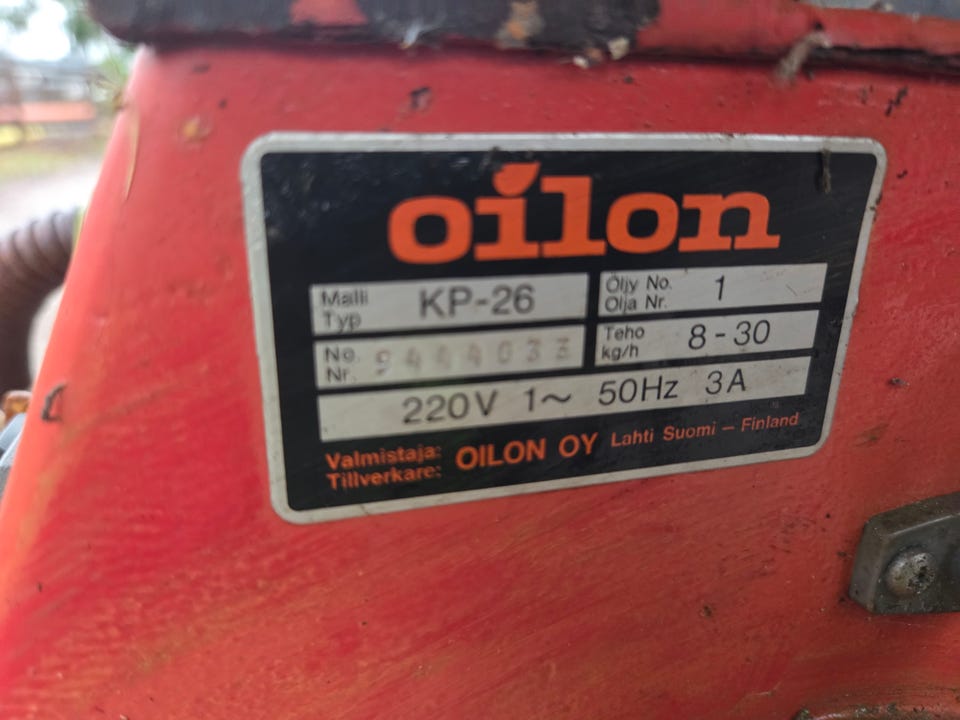 oilon
Malli
Typ
KP-26
Öljy No.
Olja Nr.
1
No.
Nr.
9444033
Teho
kg/h
8-30
220V 1~ 50Hz 3A
Valmistaja:
Tillverkare:
OILON OY Lahti Suomi – Finland